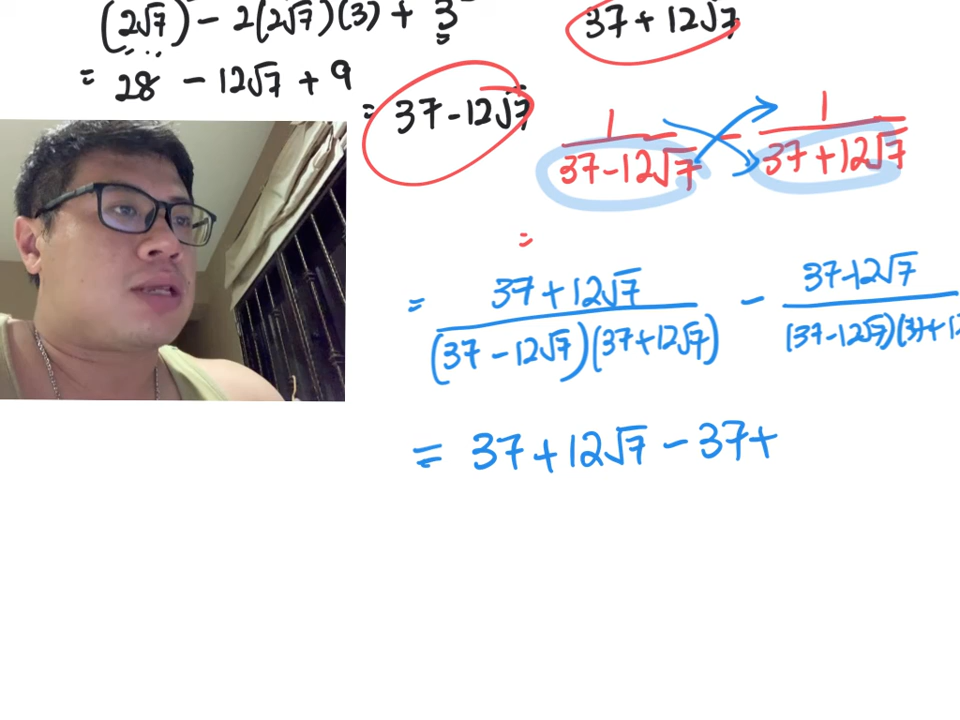 (2√7)² − 2(2√7)(3) + 3²
37 + 12√7
= 28 − 12√7 + 9
= 37 − 12√7
1/(37 − 12√7) − 1/(37 + 12√7)
=
= (37 + 12√7)/((37 − 12√7)(37 + 12√7)) − (37 − 12√7)/((37 − 12√7)(37 + 12
= 37 + 12√7 − 37 +